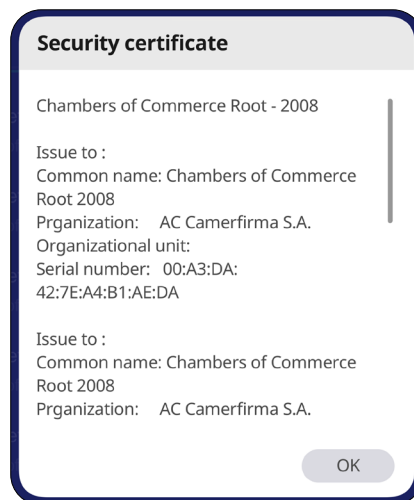 Security certificate
Chambers of Commerce Root - 2008
Issue to :
Common name: Chambers of Commerce
Root 2008
Prganization: AC Camerfirma S.A.
Organizational unit:
Serial number: 00:A3:DA:
42:7E:A4:B1:AE:DA
Issue to :
Common name: Chambers of Commerce
Root 2008
Prganization: AC Camerfirma S.A.
OK